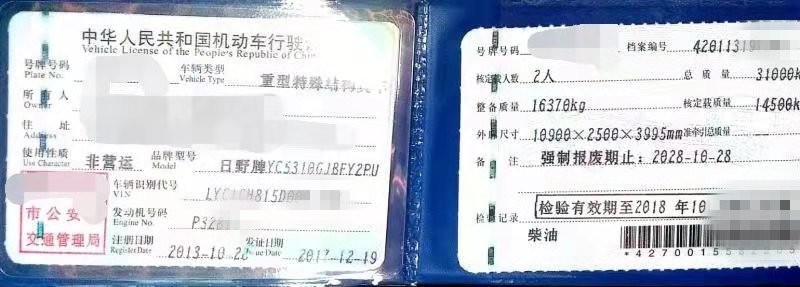 中华人民共和国机动车行驶
Vehicle License of the People's Republic of
号牌号码
Plate No.
车辆类型
Vehicle Type
重型特殊结构
所有人
Owner
住址
Address
使用性质
Use Character
非营运
品牌型号
Model
日野牌YC5310GJBFY2PU
市公安
交通管理局
车辆识别代号
VIN
LYC1CH815D
发动机号码
Engine No.
P328
注册日期
Register Date
2013-10-28
发证日期
Issue Date
2017-12-19
号牌号码
档案编号
42011319
核定载人数
2人
总质量
31000k
整备质量
16370kg
核定载质量
14500k
外廓尺寸
10900×2500×3995mm
准牵引总质量
备注
强制报废期止：2028-10-28
检验记录
检验有效期至2018 年10
柴油